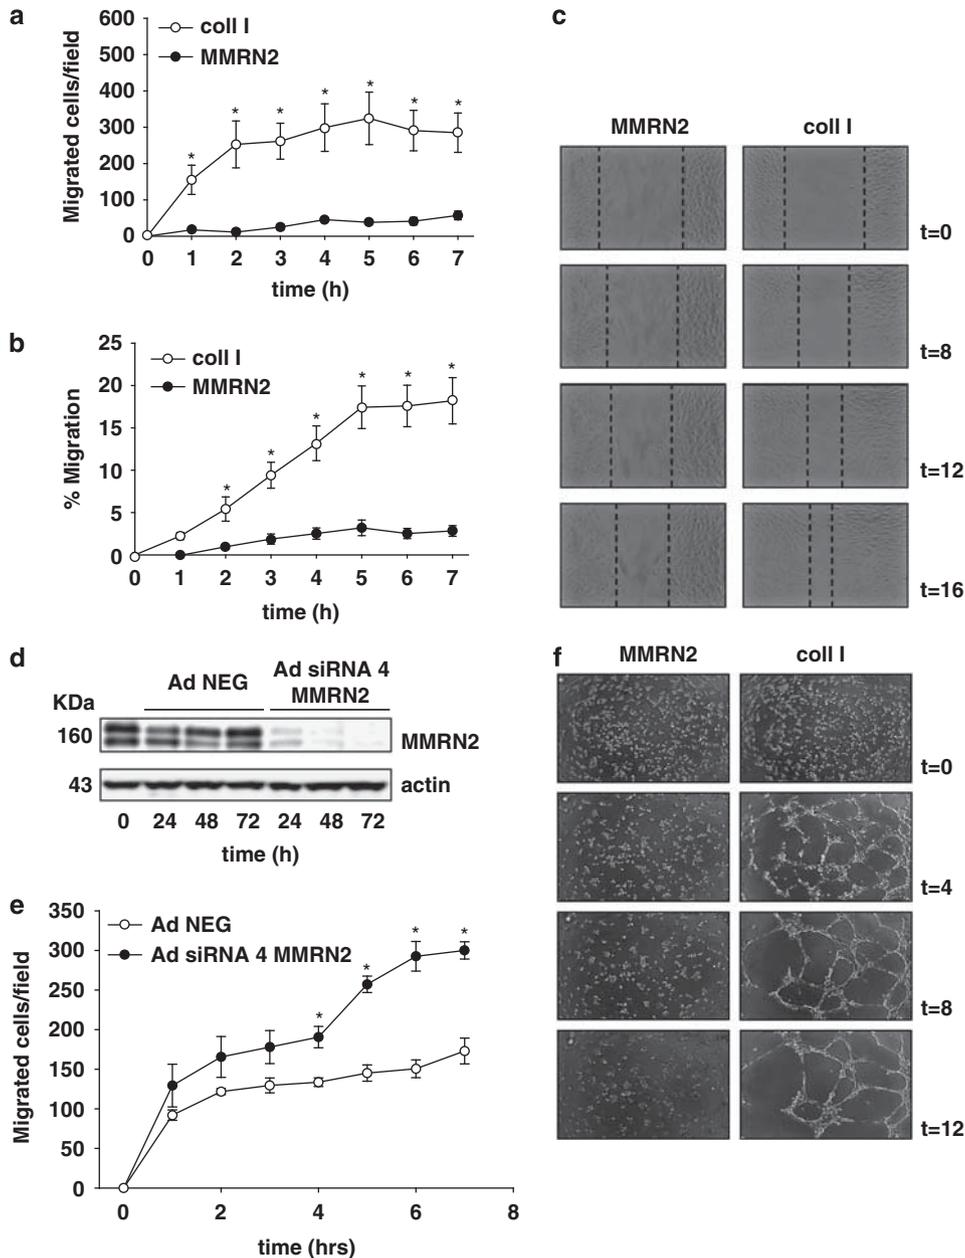 a
600
500
400
300
200
100
0
Migrated cells/field
coll I
MMRN2
* * * * * * *
0 1 2 3 4 5 6 7
time (h)
b
25
20
15
10
5
0
% Migration
coll I
MMRN2
* * * * * *
0 1 2 3 4 5 6 7
time (h)
c
MMRN2 coll I
t=0
t=8
t=12
t=16
d
Ad NEG
Ad siRNA 4
MMRN2
KDa
160 MMRN2
43 actin
0 24 48 72 24 48 72
time (h)
e
350
300
250
200
150
100
50
0
Migrated cells/field
Ad NEG
Ad siRNA 4 MMRN2
* * * *
0 2 4 6 8
time (hrs)
f
MMRN2 coll I
t=0
t=4
t=8
t=12